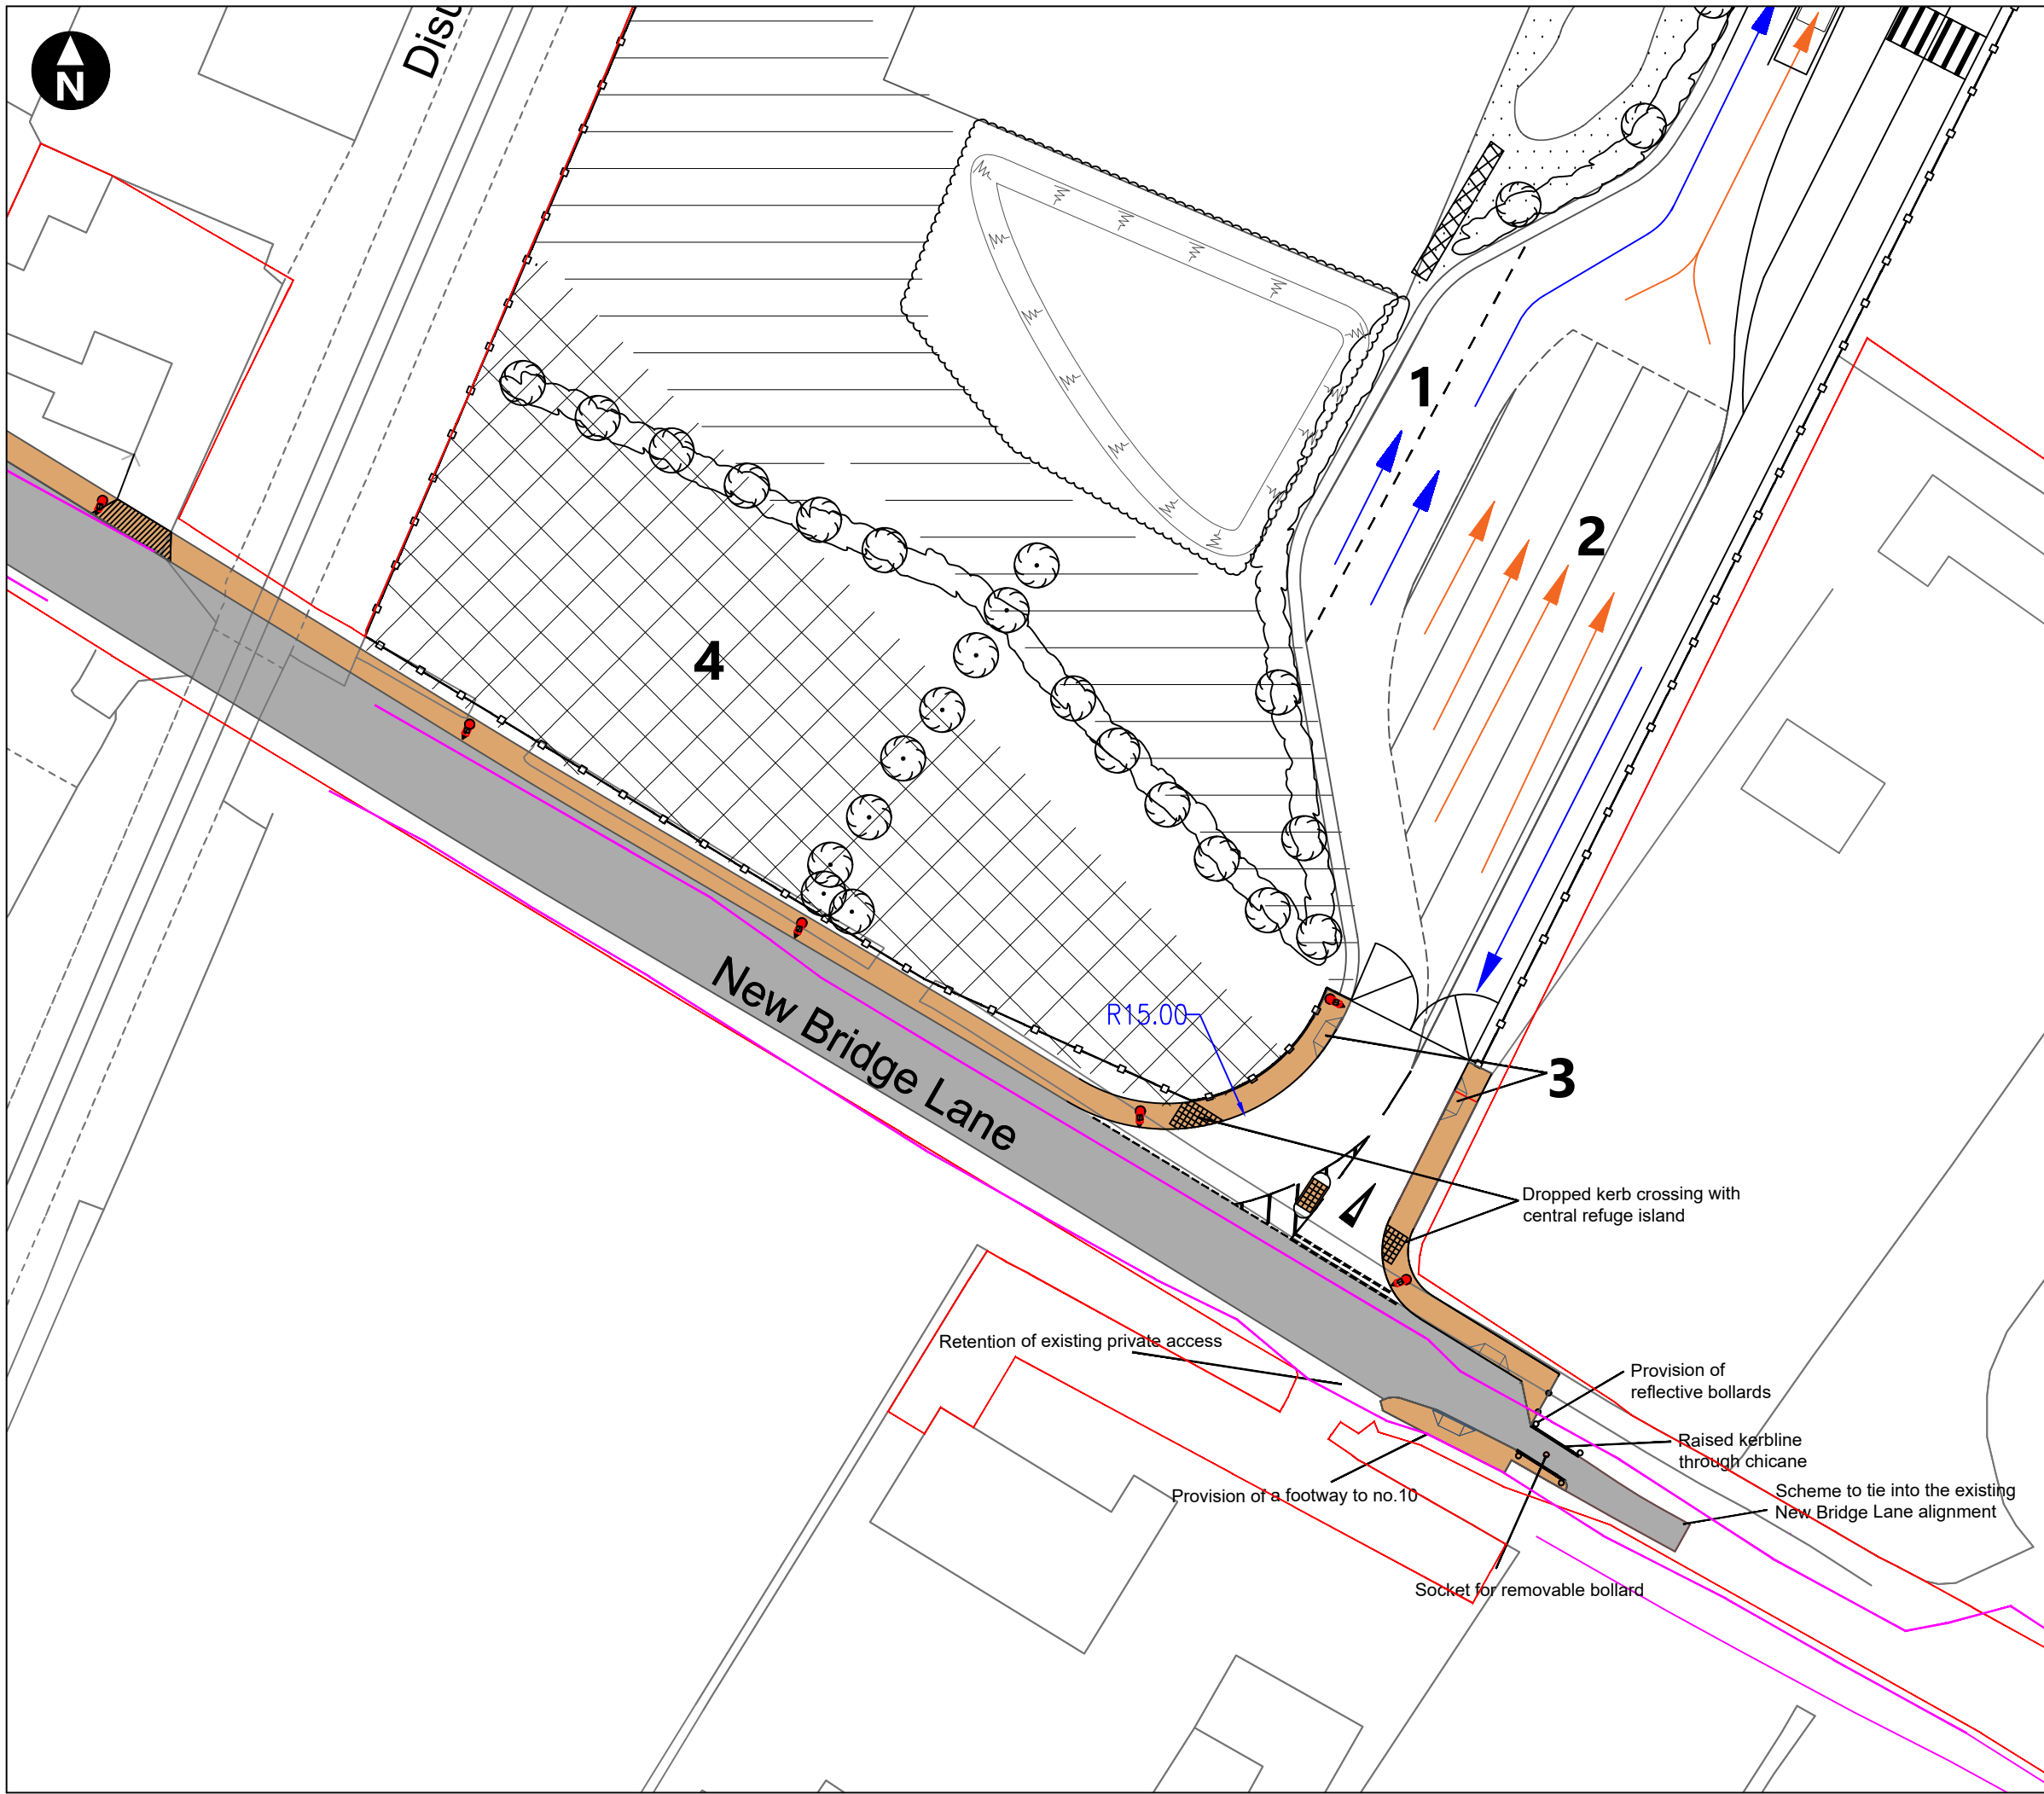 N
1
2
4
R15.00
3
New Bridge Lane
Dropped kerb crossing with
central refuge island
Retention of existing private access
Provision of
reflective bollards
Raised kerbline
through chicane
Provision of a footway to no.10
Scheme to tie into the existing
New Bridge Lane alignment
Socket for removable bollard